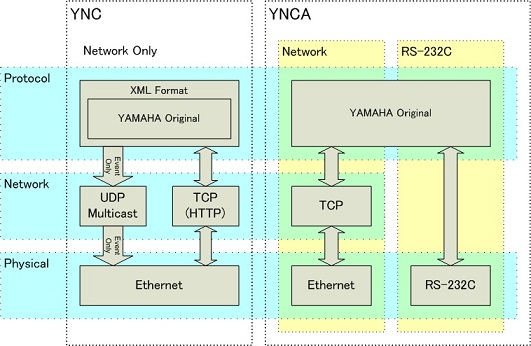 YNC
YNCA
Network Only
Network
RS-232C
Protocol
XML Format
YAMAHA Original
YAMAHA Original
Event
Only
Network
UDP
Multicast
TCP
(HTTP)
TCP
Event
Only
Physical
Ethernet
Ethernet
RS-232C